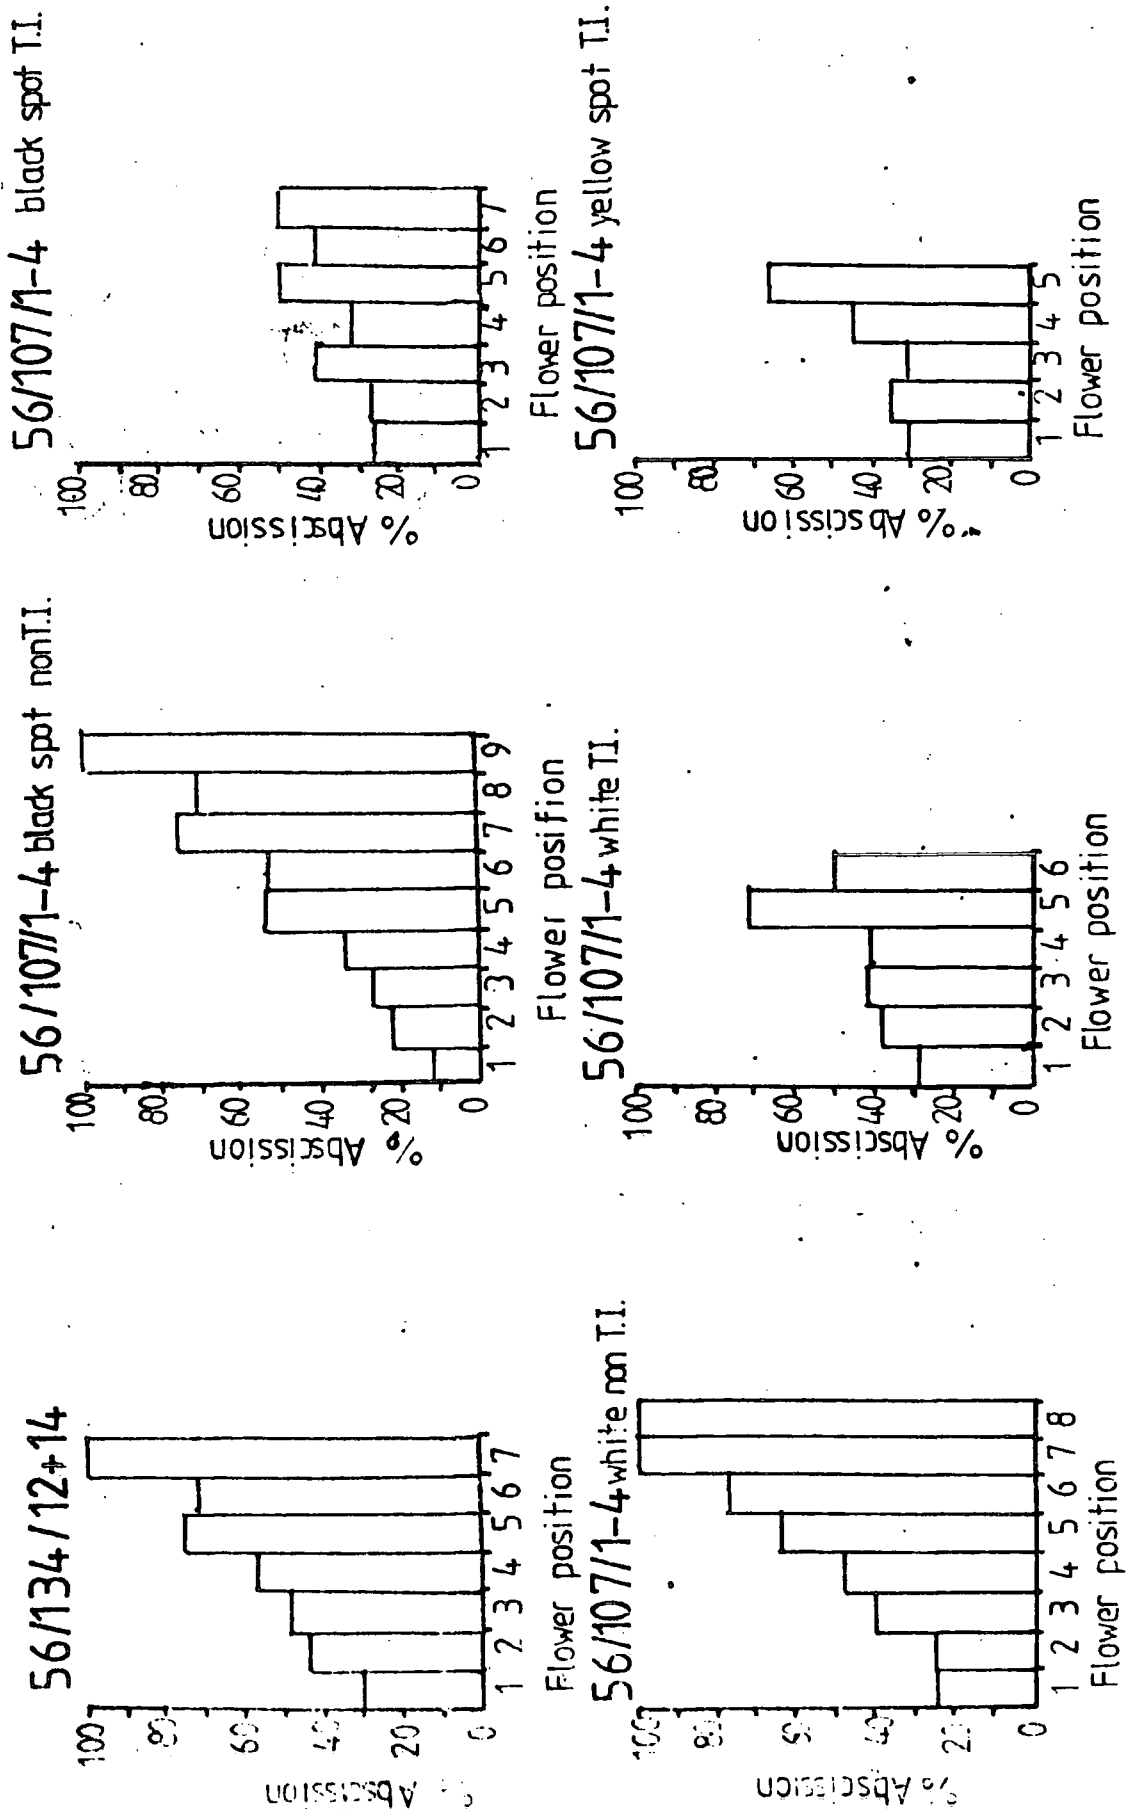 56/134/12+14
100
80
60
40
20
0
Abscission
1 2 3 4 5 6 7
Flower position
56/107/1-4 black spot nonT.I.
100
80
60
40
20
0
% Abscission
1 2 3 4 5 6 7 8 9
Flower position
56/107/1-4 black spot T.I.
100
80
60
40
20
0
% Abscission
1 2 3 4 5 6 7
Flower position
56/107/1-4 white non T.I.
100
80
60
40
20
0
% Abscission
1 2 3 4 5 6 7 8
Flower position
56/107/1-4 white T.I.
100
80
60
40
20
0
% Abscission
1 2 3 4 5 6
Flower position
56/107/1-4 yellow spot T.I.
100
80
60
40
20
0
% Abscission
1 2 3 4 5
Flower position